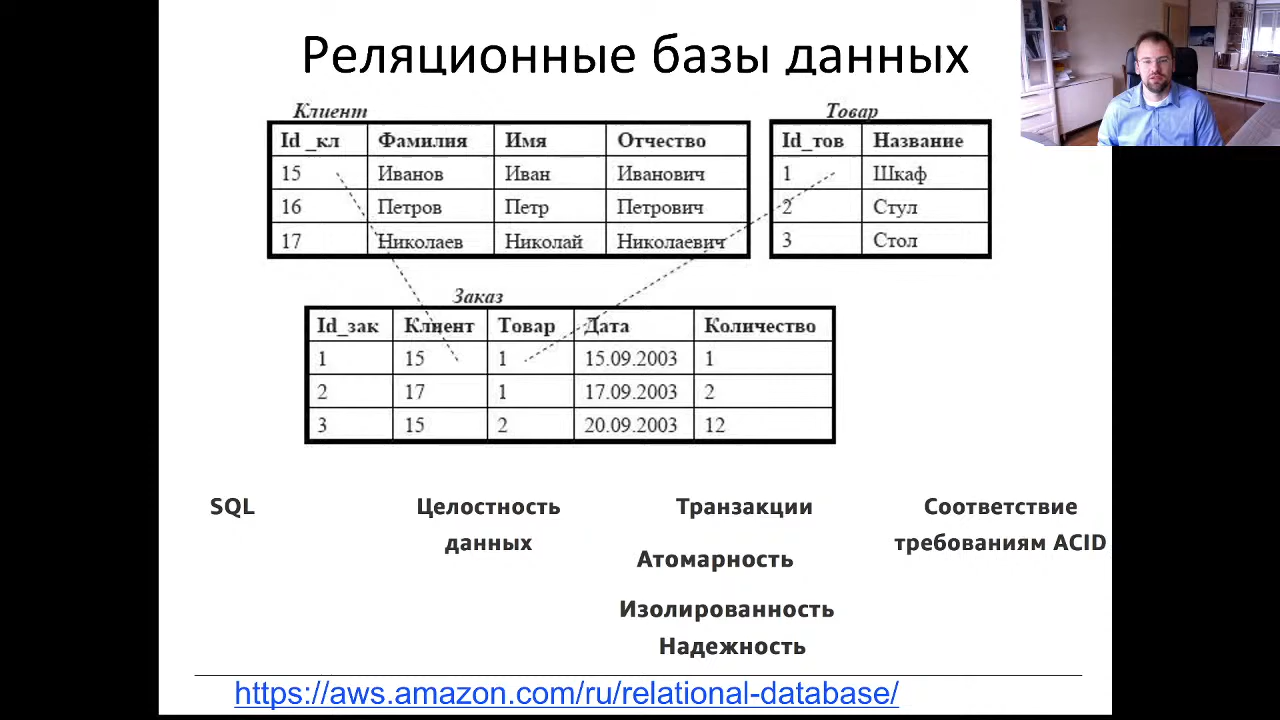 Реляционные базы данных
Клиент
Id _кл Фамилия Имя Отчество
15 Иванов Иван Иванович
16 Петров Петр Петрович
17 Николаев Николай Николаевич
Товар
Id_тов Название
1 Шкаф
2 Стул
3 Стол
Заказ
Id_зак Клиент Товар Дата Количество
1 15 1 15.09.2003 1
2 17 1 17.09.2003 2
3 15 2 20.09.2003 12
SQL
Целостность
данных
Транзакции
Атомарность
Изолированность
Надежность
Соответствие
требованиям ACID
https://aws.amazon.com/ru/relational-database/